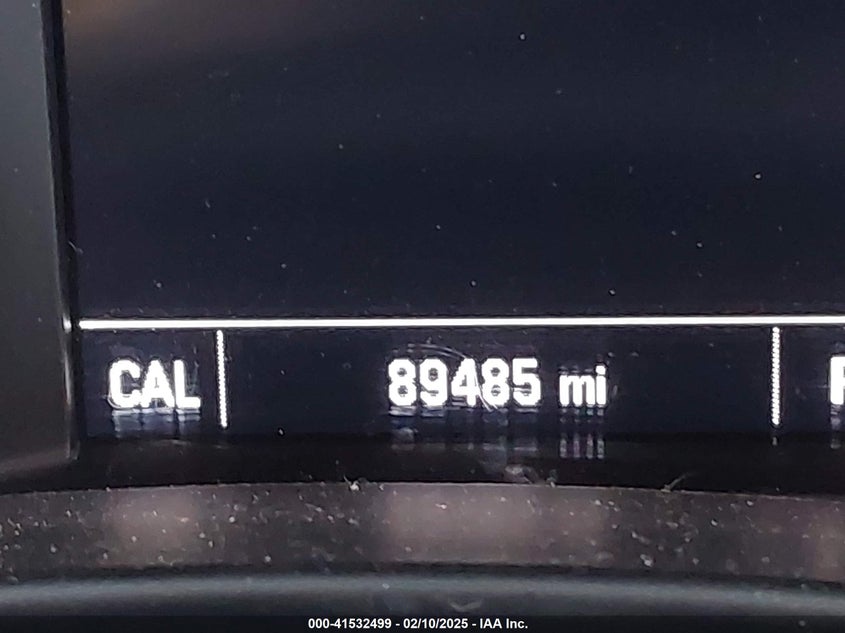 CAL 89485 mi
000-41532499 - 02/10/2025 - IAA Inc.